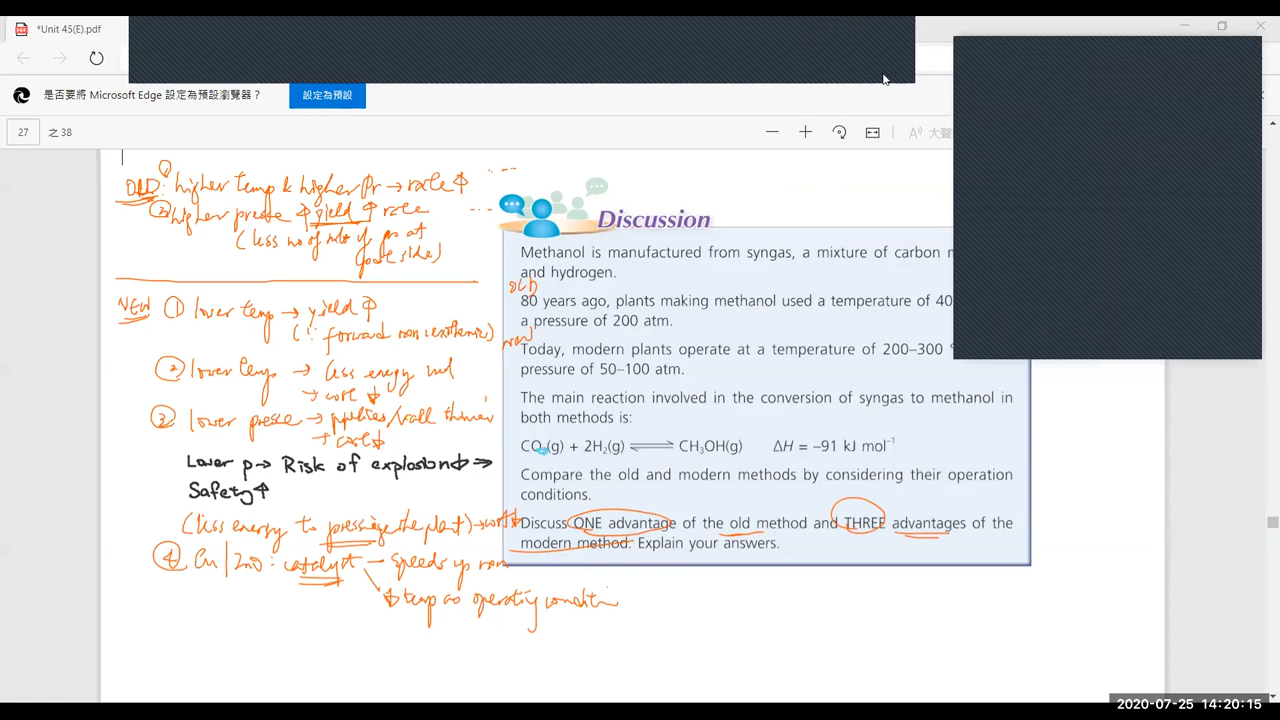 *Unit 45(E).pdf
是否要將 Microsoft Edge 設定為預設瀏覽器？
設定為預設
27 之 38
A 大聲
OLD: ① higher temp & higher Pr → rate ↑
② higher presse ↑ yield ↑ rate
(less no of of at
side)
NEW ① lower temp → yield ↑
(∵ forward rxn exothermic)
② lower temp → less energy
→ cost ↓
③ lower presse → pipelines/wall thinner
→ cost ↓
Lower p → Risk of explosion ↓ ⇒
Safety ↑
(less energy to the plant) → cost ↓
④ Cu/ZnO: catalyst → speeds up rxn
↓ temp as operating conditi
Discussion
Methanol is manufactured from syngas, a mixture of carbon
and hydrogen.
OLD
80 years ago, plants making methanol used a temperature of 40
a pressure of 200 atm.
new
Today, modern plants operate at a temperature of 200–300
pressure of 50–100 atm.
The main reaction involved in the conversion of syngas to methanol in
both methods is:
CO(g) + 2H₂(g) ⇌ CH₃OH(g) ΔH = –91 kJ mol⁻¹
Compare the old and modern methods by considering their operation
conditions.
Discuss ONE advantage of the old method and THREE advantages of the
modern method. Explain your answers.
2020-07-25 14:20:15